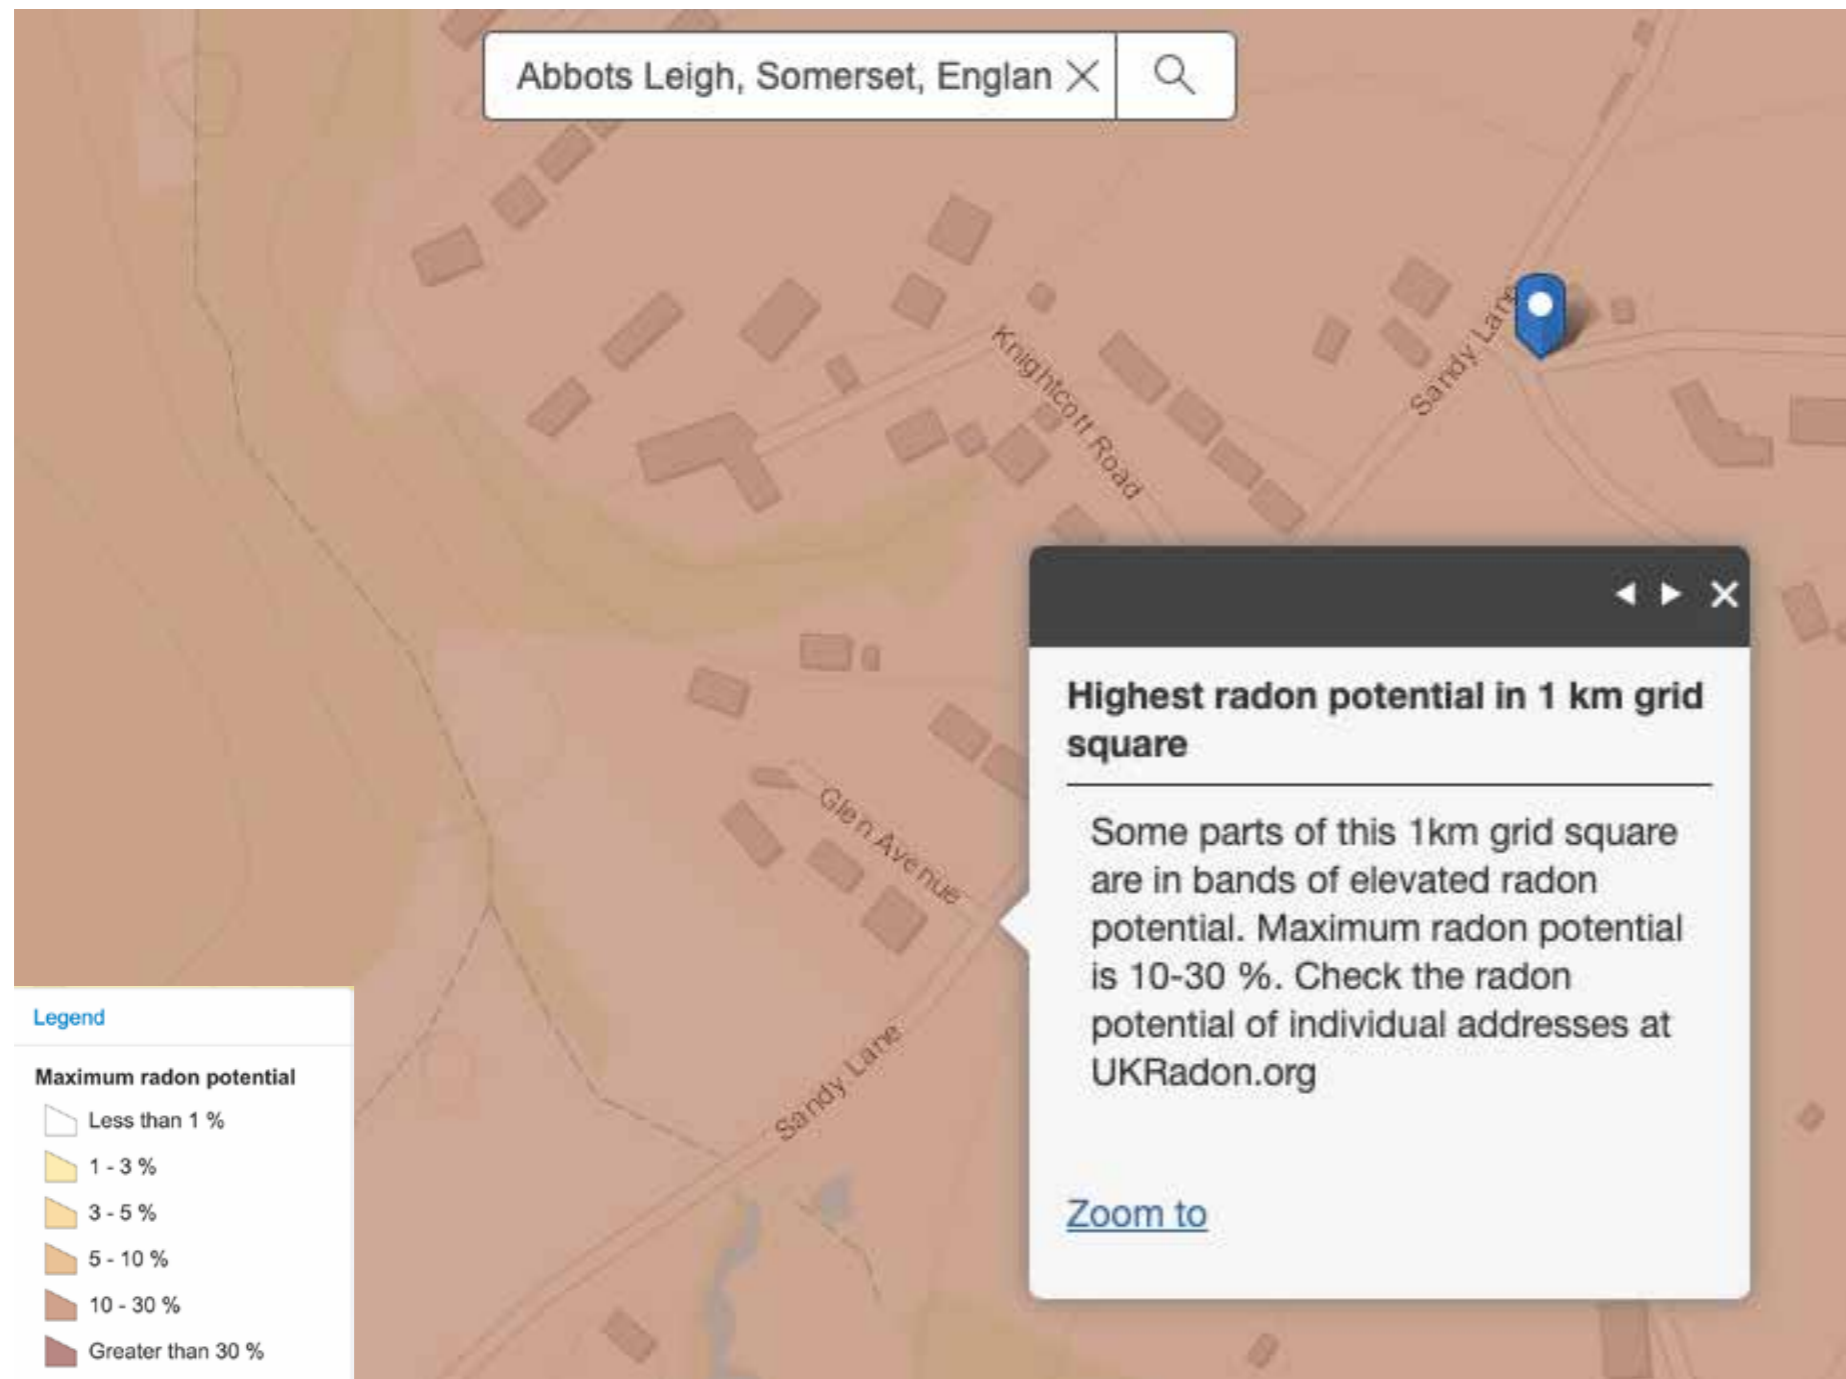 Abbots Leigh, Somerset, Englan
Knightcott Road
Sandy Lane
Highest radon potential in 1 km grid
square
Some parts of this 1km grid square
are in bands of elevated radon
potential. Maximum radon potential
is 10-30 %. Check the radon
potential of individual addresses at
UKRadon.org
Zoom to
Glen Avenue
Sandy Lane
Legend
Maximum radon potential
Less than 1 %
1 - 3 %
3 - 5 %
5 - 10 %
10 - 30 %
Greater than 30 %